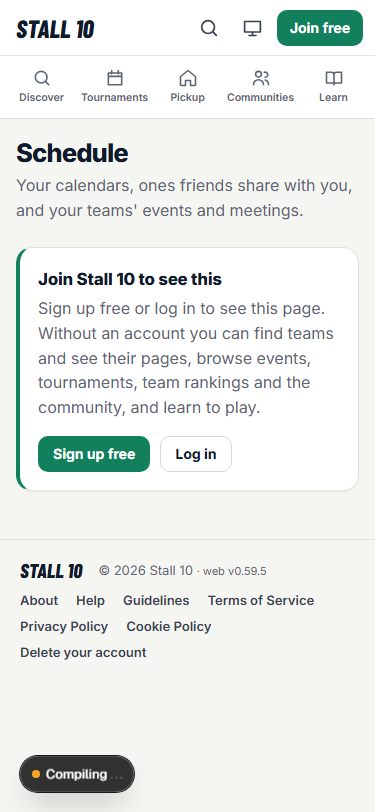 STALL 10
Join free
Discover
Tournaments
Pickup
Communities
Learn
Schedule
Your calendars, ones friends share with you,
and your teams' events and meetings.
Join Stall 10 to see this
Sign up free or log in to see this page.
Without an account you can find teams
and see their pages, browse events,
tournaments, team rankings and the
community, and learn to play.
Sign up free
Log in
STALL 10 © 2026 Stall 10 · web v0.59.5
About Help Guidelines Terms of Service
Privacy Policy Cookie Policy
Delete your account
Compiling ...